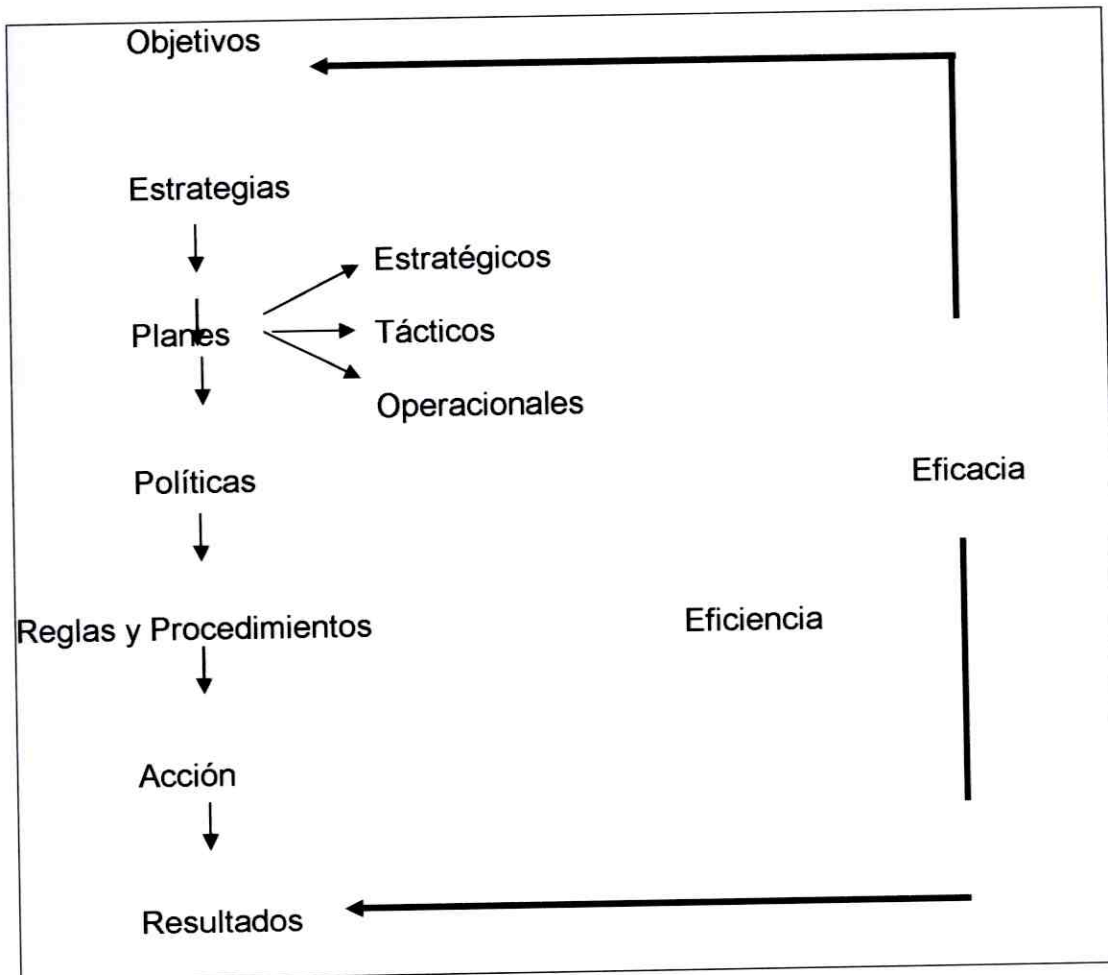 Objetivos
Estrategias
Estratégicos
Planes
Tácticos
Operacionales
Políticas
Eficacia
Reglas y Procedimientos
Eficiencia
Acción
Resultados